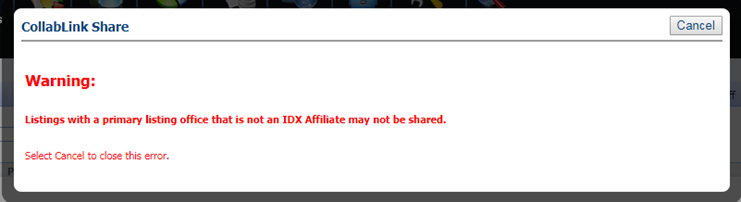 CollabLink Share
Cancel
Warning:
Listings with a primary listing office that is not an IDX Affiliate may not be shared.
Select Cancel to close this error.